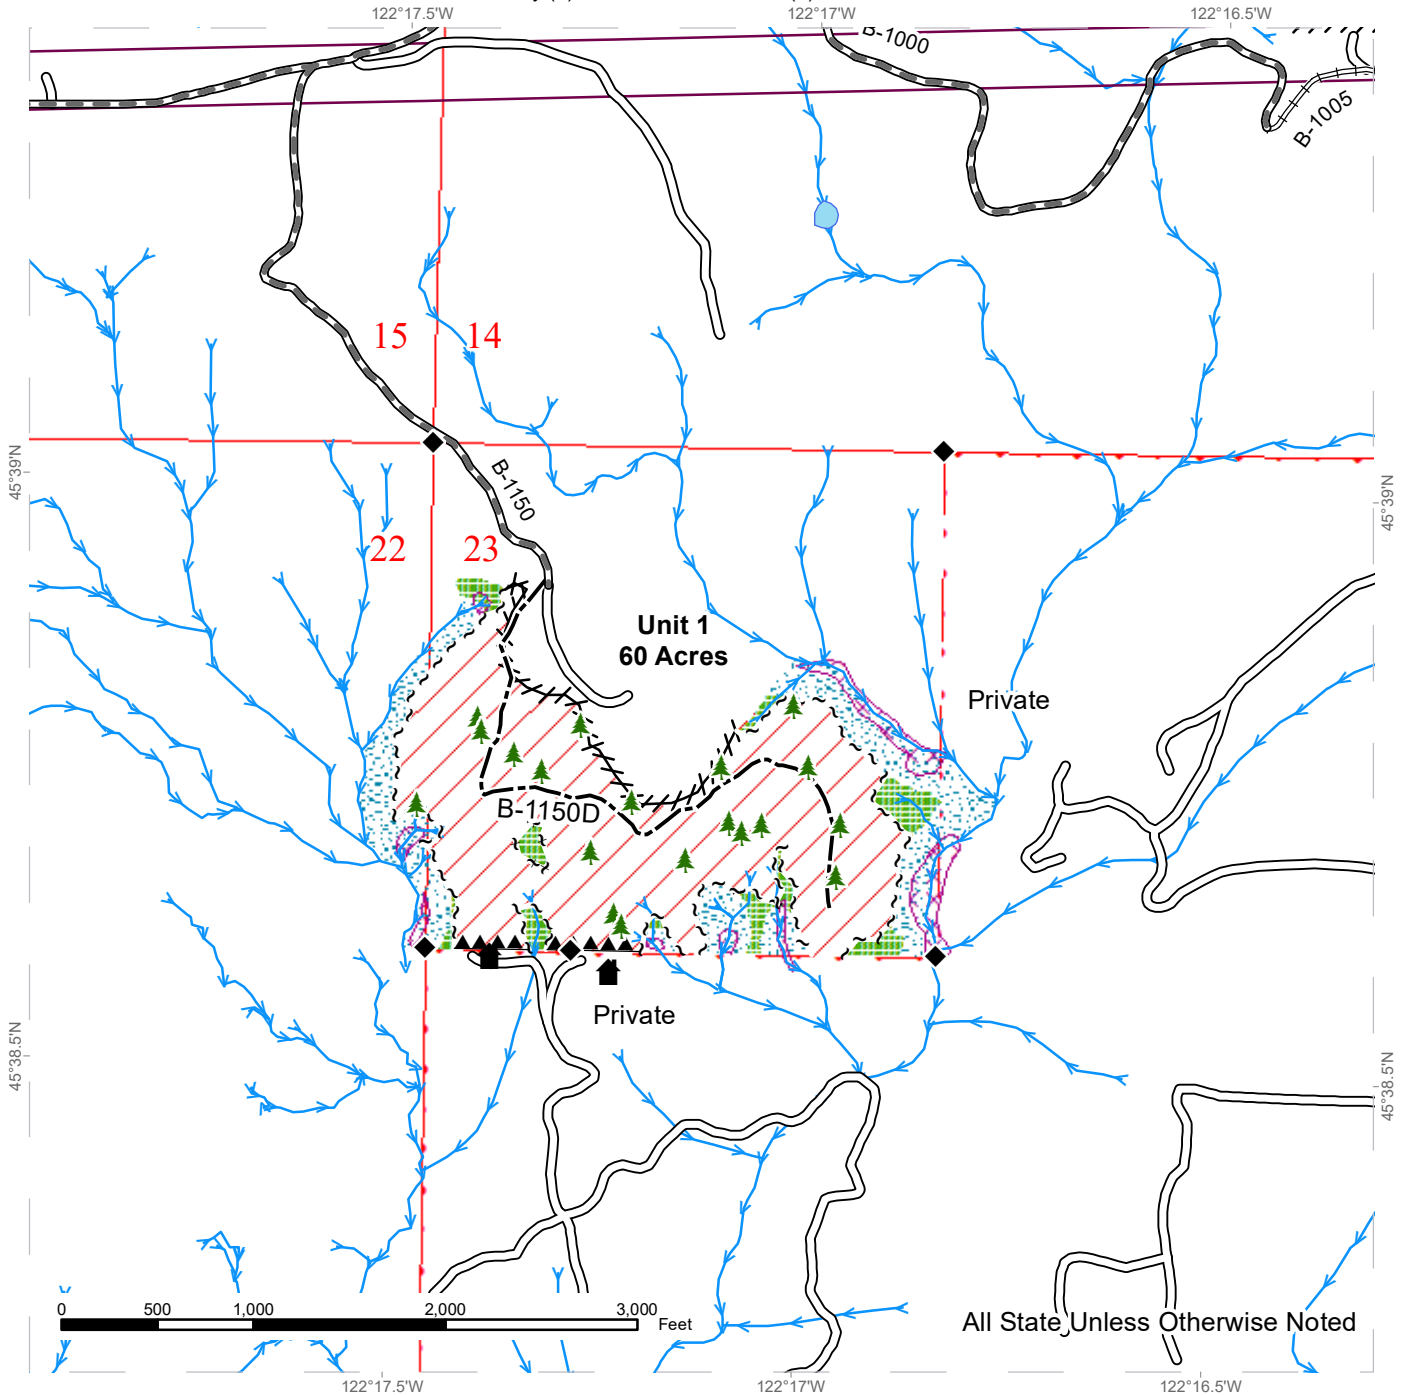 122°17.5'W
122°17'W
122°16.5'W
B-1000
B-1005
15
14
45°39'N
B-1150
45°39'N
22
23
Unit 1
60 Acres
Private
B-1150D
Private
45°38.5'N
45°38.5'N
0 500 1,000 2,000 3,000 Feet
All State Unless Otherwise Noted
122°17.5'W
122°17'W
122°16.5'W